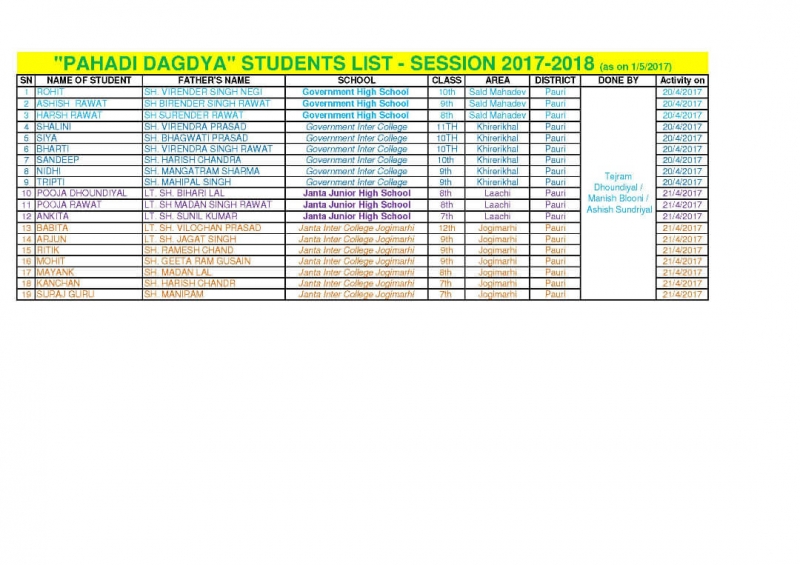 "PAHADI DAGDYA" STUDENTS LIST - SESSION 2017-2018 (as on 1/5/2017)
SN NAME OF STUDENT FATHER'S NAME SCHOOL CLASS AREA DISTRICT DONE BY Activity on
1 ROHIT SH. VIRENDER SINGH NEGI Government High School 10th Said Mahadev Pauri 20/4/2017
2 ASHISH RAWAT SH BIRENDER SINGH RAWAT Government High School 9th Said Mahadev Pauri 20/4/2017
3 HARSH RAWAT SH SURENDER RAWAT Government High School 8th Said Mahadev Pauri 20/4/2017
4 SHALINI SH. VIRENDRA PRASAD Government Inter College 11TH Khirerikhal Pauri 20/4/2017
5 SIYA SH. BHAGWATI PRASAD Government Inter College 10TH Khirerikhal Pauri 20/4/2017
6 BHARTI SH. VIRENDRA SINGH RAWAT Government Inter College 10TH Khirerikhal Pauri 20/4/2017
7 SANDEEP SH. HARISH CHANDRA Government Inter College 10th Khirerikhal Pauri 20/4/2017
8 NIDHI SH. MANGATRAM SHARMA Government Inter College 9th Khirerikhal Pauri 20/4/2017
9 TRIPTI SH. MAHIPAL SINGH Government Inter College 9th Khirerikhal Pauri 20/4/2017
10 POOJA DHOUNDIYAL LT. SH. BIHARI LAL Janta Junior High School 8th Laachi Pauri 21/4/2017
11 POOJA RAWAT LT. SH MADAN SINGH RAWAT Janta Junior High School 8th Laachi Pauri 21/4/2017
12 ANKITA LT. SH. SUNIL KUMAR Janta Junior High School 7th Laachi Pauri 21/4/2017
13 BABITA LT. SH. VILOCHAN PRASAD Janta Inter College Jogimarhi 12th Jogimarhi Pauri 21/4/2017
14 ARJUN LT. SH. JAGAT SINGH Janta Inter College Jogimarhi 9th Jogimarhi Pauri 21/4/2017
15 RITIK SH. RAMESH CHAND Janta Inter College Jogimarhi 9th Jogimarhi Pauri 21/4/2017
16 MOHIT SH. GEETA RAM GUSAIN Janta Inter College Jogimarhi 9th Jogimarhi Pauri 21/4/2017
17 MAYANK SH. MADAN LAL Janta Inter College Jogimarhi 8th Jogimarhi Pauri 21/4/2017
18 KANCHAN SH. HARISH CHANDR Janta Inter College Jogimarhi 7th Jogimarhi Pauri 21/4/2017
19 SURAJ GURU SH. MANIRAM Janta Inter College Jogimarhi 7th Jogimarhi Pauri 21/4/2017
Tejram
Dhoundiyal /
Manish Blooni /
Ashish Sundriyal